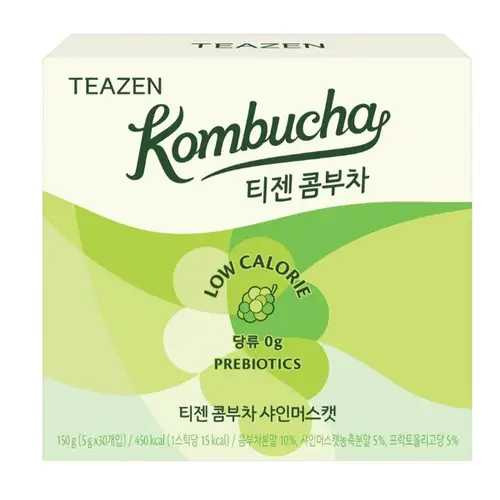 TEAZEN
TEAZEN
Kombucha
티젠 콤부차
LOW CALORIE
당류 0g
PREBIOTICS
티젠 콤부차 샤인머스캣
150 g (5 g x30개입) / 450 kcal (1스틱당 15 kcal) / 콤부차분말 10%, 샤인머스캣농축분말 5%, 프락토올리고당 5%